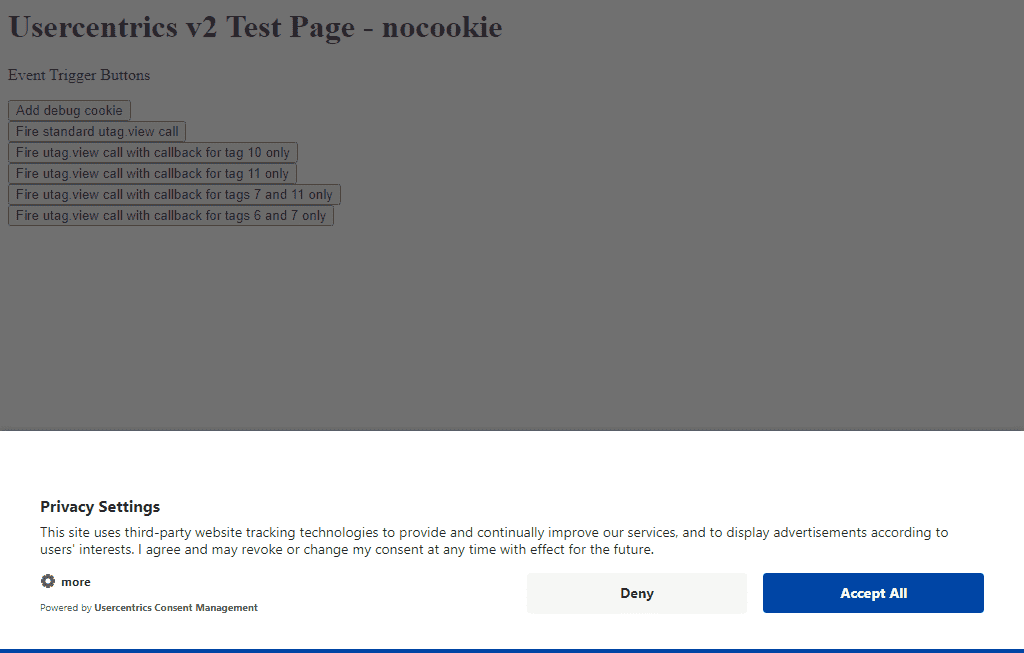 Usercentrics v2 Test Page - nocookie
Event Trigger Buttons
Add debug cookie
Fire standard utag.view call
Fire utag.view call with callback for tag 10 only
Fire utag.view call with callback for tag 11 only
Fire utag.view call with callback for tags 7 and 11 only
Fire utag.view call with callback for tags 6 and 7 only
Privacy Settings
This site uses third-party website tracking technologies to provide and continually improve our services, and to display advertisements according to
users' interests. I agree and may revoke or change my consent at any time with effect for the future.
more
Deny
Accept All
Powered by Usercentrics Consent Management